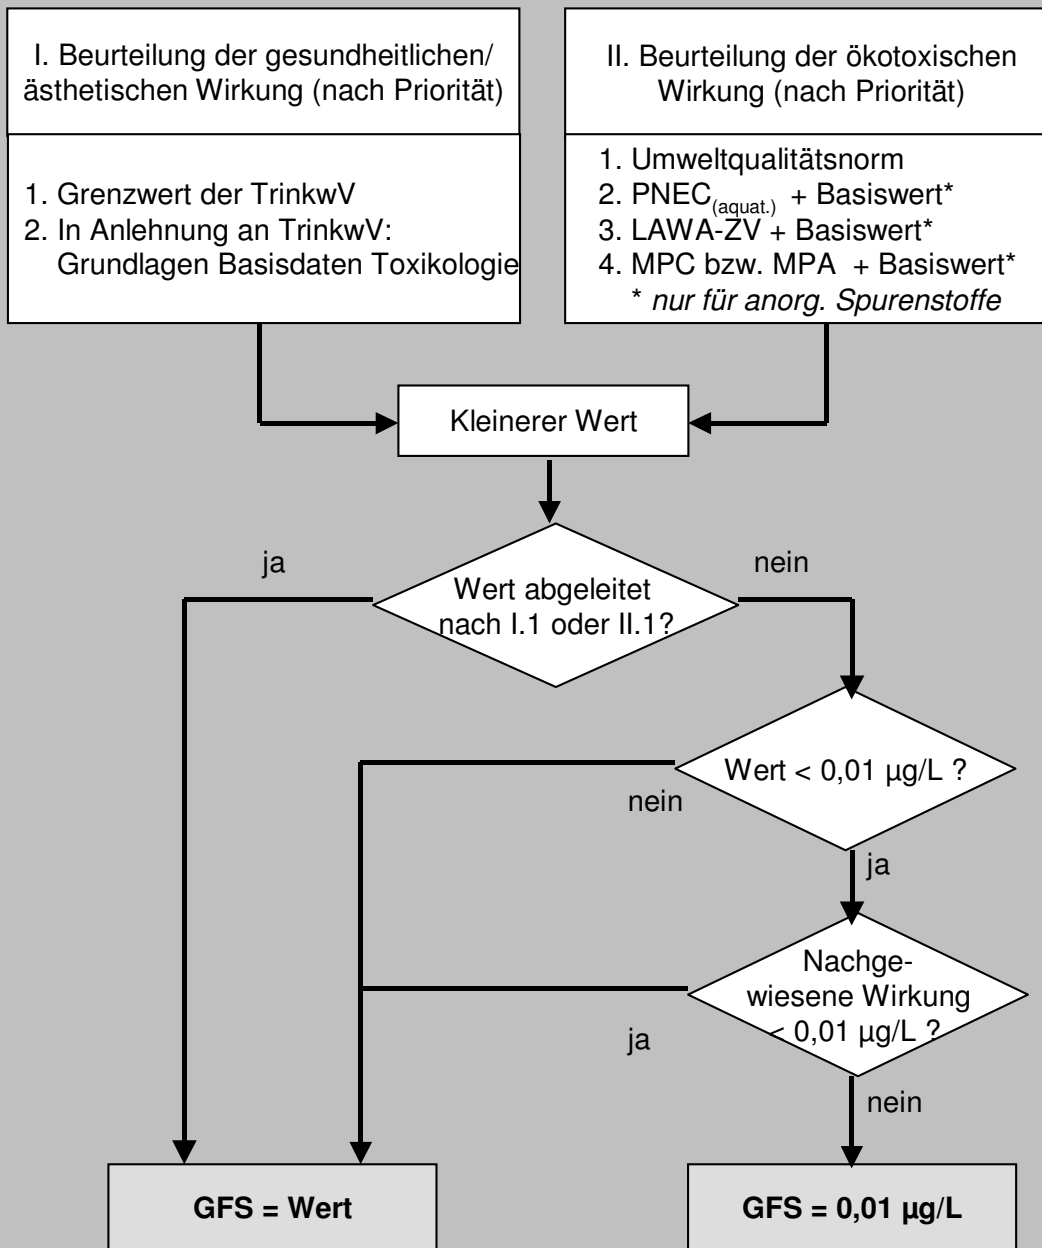 I. Beurteilung der gesundheitlichen/
ästhetischen Wirkung (nach Priorität)
1. Grenzwert der TrinkwV
2. In Anlehnung an TrinkwV:
Grundlagen Basisdaten Toxikologie
II. Beurteilung der ökotoxischen
Wirkung (nach Priorität)
1. Umweltqualitätsnorm
2. PNEC(aquat.) + Basiswert*
3. LAWA-ZV + Basiswert*
4. MPC bzw. MPA + Basiswert*
* nur für anorg. Spurenstoffe
Kleinerer Wert
ja
nein
Wert abgeleitet
nach I.1 oder II.1?
Wert < 0,01 µg/L ?
nein
ja
Nachge-
wiesene Wirkung
< 0,01 µg/L ?
ja
nein
GFS = Wert
GFS = 0,01 µg/L